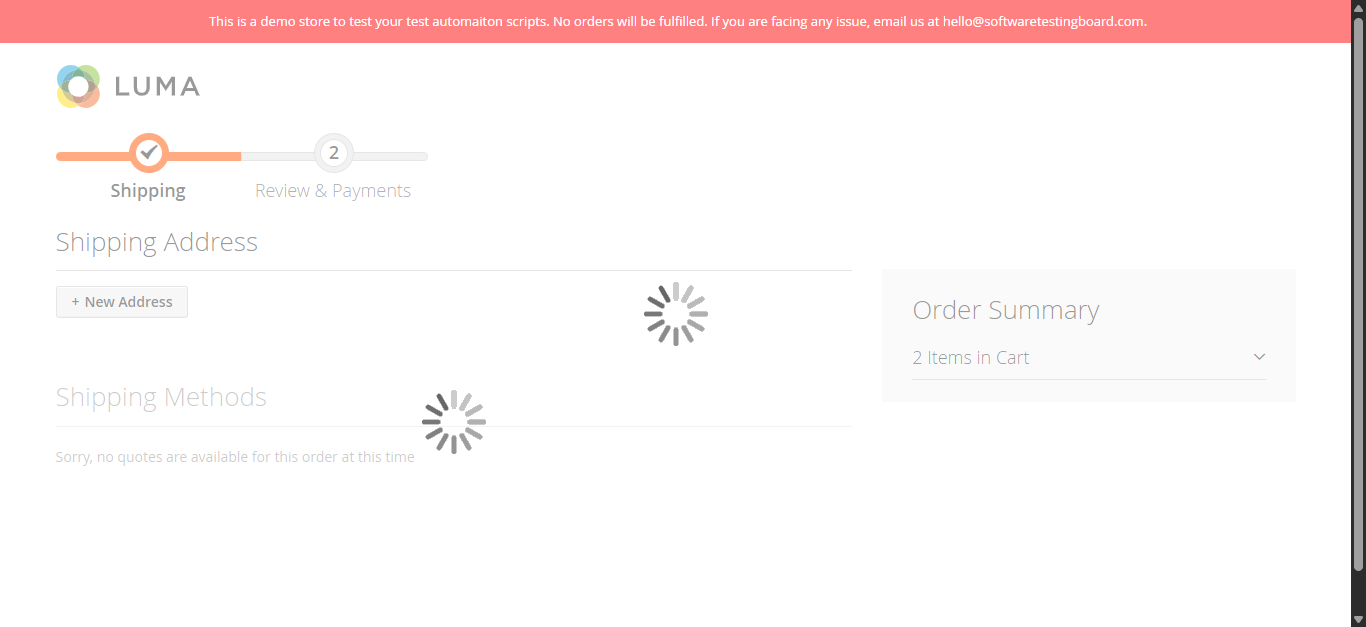 This is a demo store to test your test automaiton scripts. No orders will be fulfilled. If you are facing any issue, email us at hello@softwaretestingboard.com.
LUMA
2
Shipping
Review & Payments
Shipping Address
+ New Address
Order Summary
2 Items in Cart
Shipping Methods
Sorry, no quotes are available for this order at this time